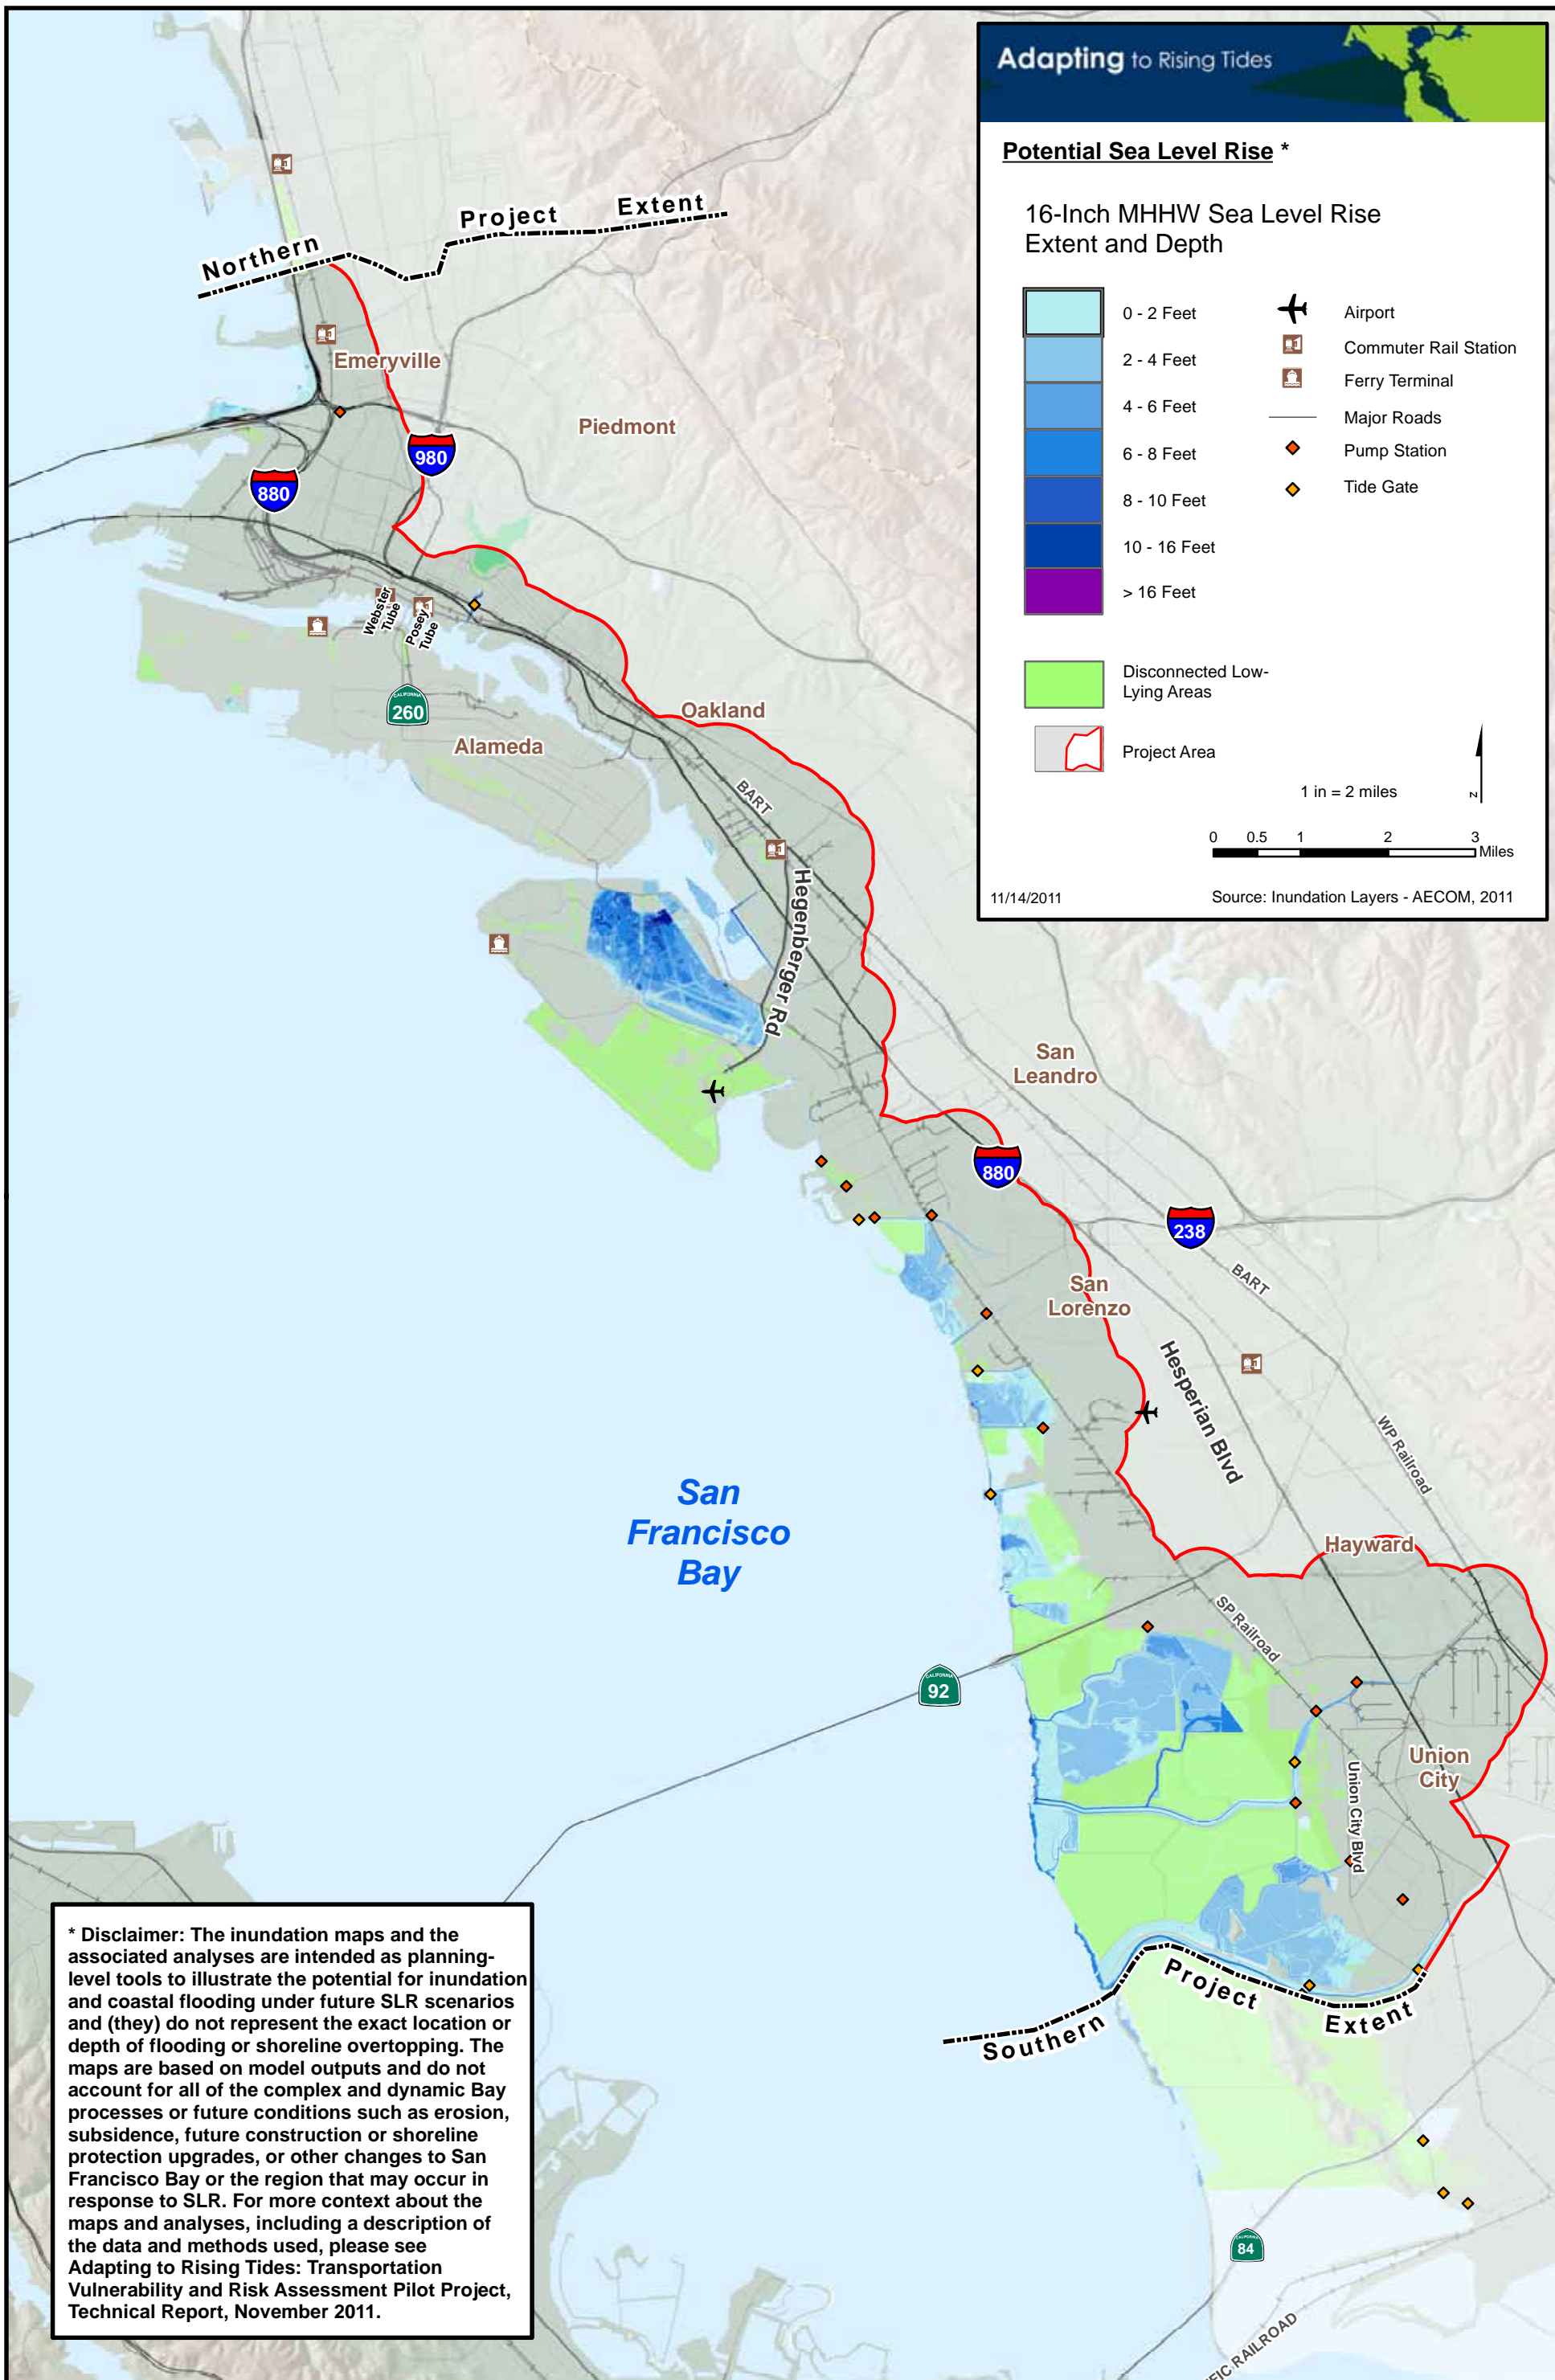 Adapting to Rising Tides
Potential Sea Level Rise *
16-Inch MHHW Sea Level Rise
Extent and Depth
0 - 2 Feet
2 - 4 Feet
4 - 6 Feet
6 - 8 Feet
8 - 10 Feet
10 - 16 Feet
> 16 Feet
Airport
Commuter Rail Station
Ferry Terminal
Major Roads
Pump Station
Tide Gate
Disconnected Low-
Lying Areas
Project Area
1 in = 2 miles
N
0 0.5 1 2 3
Miles
11/14/2011
Source: Inundation Layers - AECOM, 2011
Northern Project Extent
Emeryville
Piedmont
980
880
Webster
Tube
Posey
Tube
CALIFORNIA
260
Oakland
Alameda
BART
Hegenberger Rd
San
Leandro
880
238
BART
San
Lorenzo
Hesperian Blvd
WP Railroad
San
Francisco
Bay
Hayward
SP Railroad
CALIFORNIA
92
Union
City
Union City Blvd
Southern Project Extent
CALIFORNIA
84
FIC RAILROAD
* Disclaimer: The inundation maps and the
associated analyses are intended as planning-
level tools to illustrate the potential for inundation
and coastal flooding under future SLR scenarios
and (they) do not represent the exact location or
depth of flooding or shoreline overtopping. The
maps are based on model outputs and do not
account for all of the complex and dynamic Bay
processes or future conditions such as erosion,
subsidence, future construction or shoreline
protection upgrades, or other changes to San
Francisco Bay or the region that may occur in
response to SLR. For more context about the
maps and analyses, including a description of
the data and methods used, please see
Adapting to Rising Tides: Transportation
Vulnerability and Risk Assessment Pilot Project,
Technical Report, November 2011.